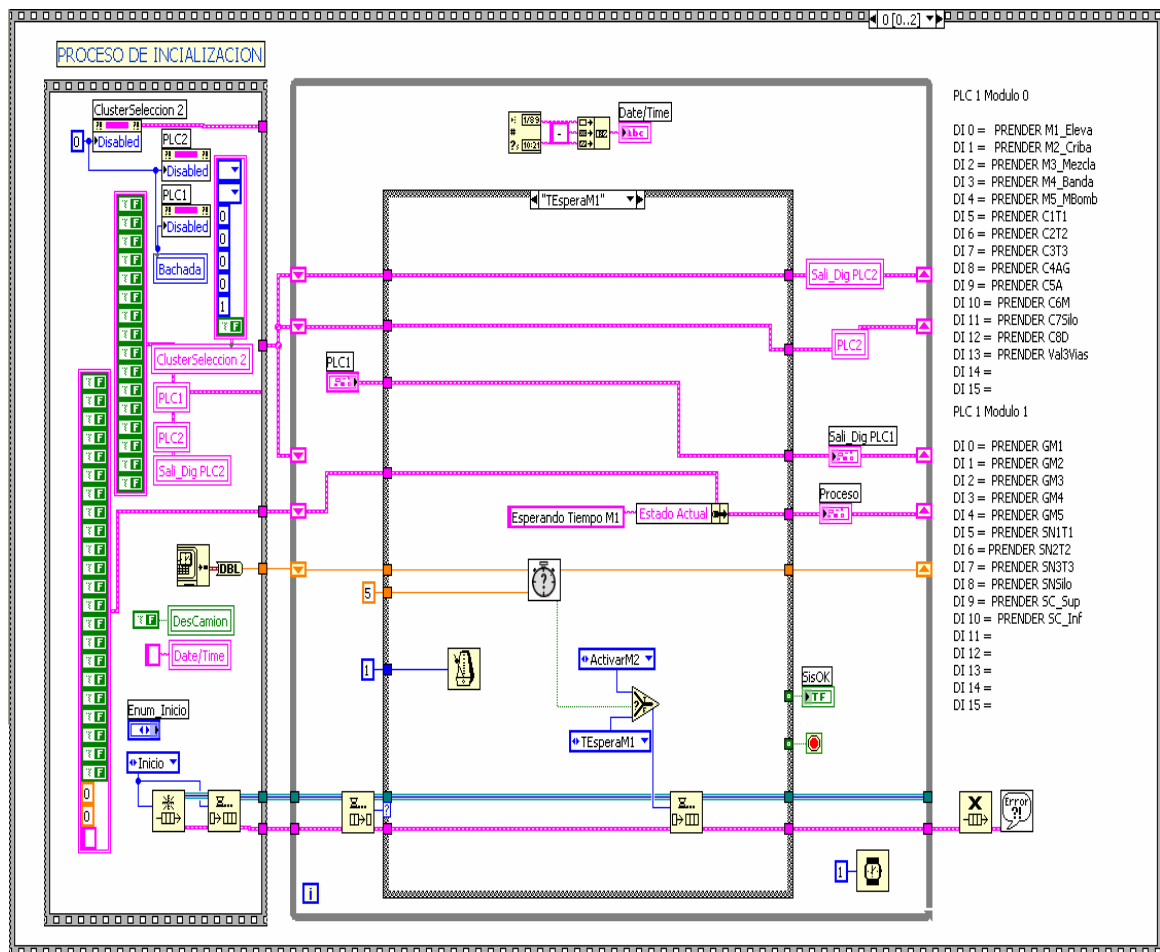 0 [0..2]
PROCESO DE INCIALIZACION
ClusterSeleccion 2
0
Disabled
PLC2
Disabled
PLC1
Disabled
Bachada
0
0
0
0
1
ClusterSeleccion 2
PLC1
PLC2
Sali_Dig PLC2
DBL
DesCamion
Date/Time
Enum_Inicio
Inicio
0
0
Date/Time
abc
"TEsperaM1"
Sali_Dig PLC2
PLC2
PLC1
Sali_Dig PLC1
Proceso
Esperando Tiempo M1
Estado Actual
5
1
ActivarM2
TEsperaM1
SisOK
TF
i
1
Error
?!
PLC 1 Modulo 0
DI 0 = PRENDER M1_Eleva
DI 1 = PRENDER M2_Criba
DI 2 = PRENDER M3_Mezcla
DI 3 = PRENDER M4_Banda
DI 4 = PRENDER M5_MBomb
DI 5 = PRENDER C1T1
DI 6 = PRENDER C2T2
DI 7 = PRENDER C3T3
DI 8 = PRENDER C4AG
DI 9 = PRENDER C5A
DI 10 = PRENDER C6M
DI 11 = PRENDER C7Silo
DI 12 = PRENDER C8D
DI 13 = PRENDER Val3Vias
DI 14 =
DI 15 =
PLC 1 Modulo 1
DI 0 = PRENDER GM1
DI 1 = PRENDER GM2
DI 2 = PRENDER GM3
DI 3 = PRENDER GM4
DI 4 = PRENDER GM5
DI 5 = PRENDER SN1T1
DI 6 = PRENDER SN2T2
DI 7 = PRENDER SN3T3
DI 8 = PRENDER SNSilo
DI 9 = PRENDER SC_Sup
DI 10 = PRENDER SC_Inf
DI 11 =
DI 12 =
DI 13 =
DI 14 =
DI 15 =